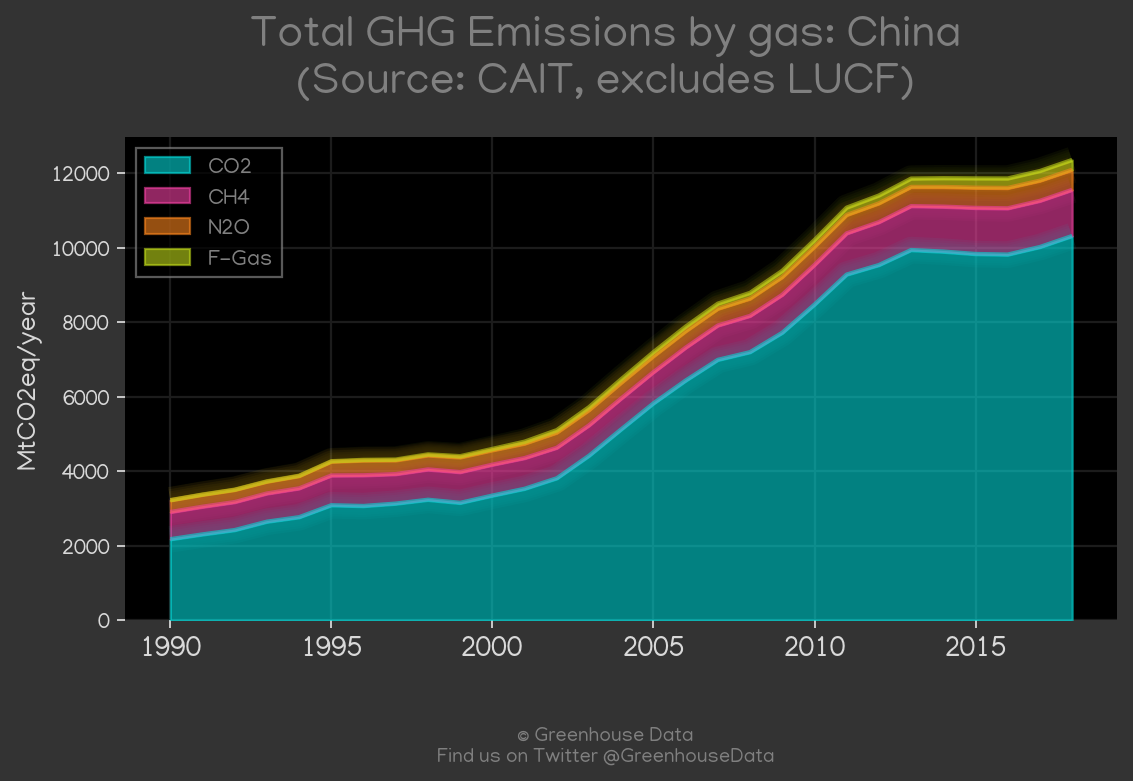 Total GHG Emissions by gas: China
(Source: CAIT, excludes LUCF)
CO2
CH4
N2O
F-Gas
MtCO2eq/year
12000
10000
8000
6000
4000
2000
0
1990 1995 2000 2005 2010 2015
© Greenhouse Data
Find us on Twitter @GreenhouseData